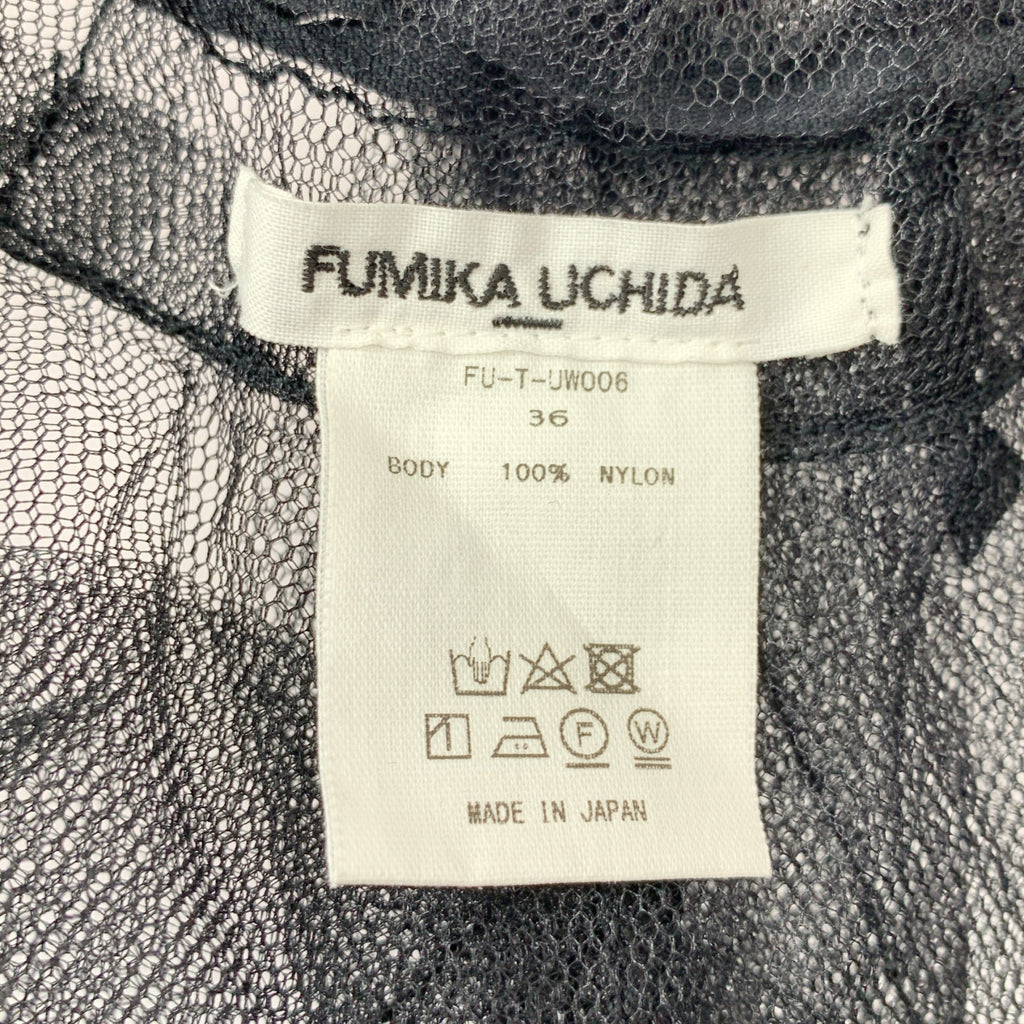 FUMIKA UCHIDA
FU-T-UW006
36
BODY 100% NYLON
F W
MADE IN JAPAN